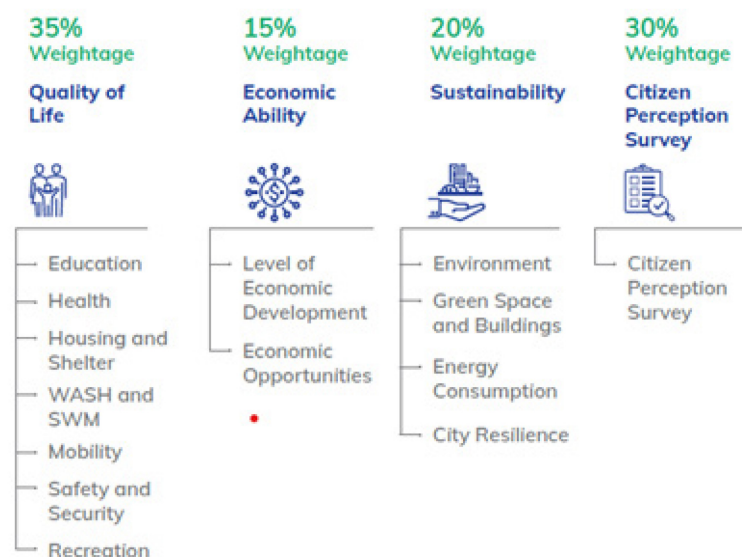 35%
Weightage
Quality of
Life
Education
Health
Housing and
Shelter
WASH and
SWM
Mobility
Safety and
Security
Recreation
15%
Weightage
Economic
Ability
Level of
Economic
Development
Economic
Opportunities
20%
Weightage
Sustainability
Environment
Green Space
and Buildings
Energy
Consumption
City Resilience
30%
Weightage
Citizen
Perception
Survey
Citizen
Perception
Survey